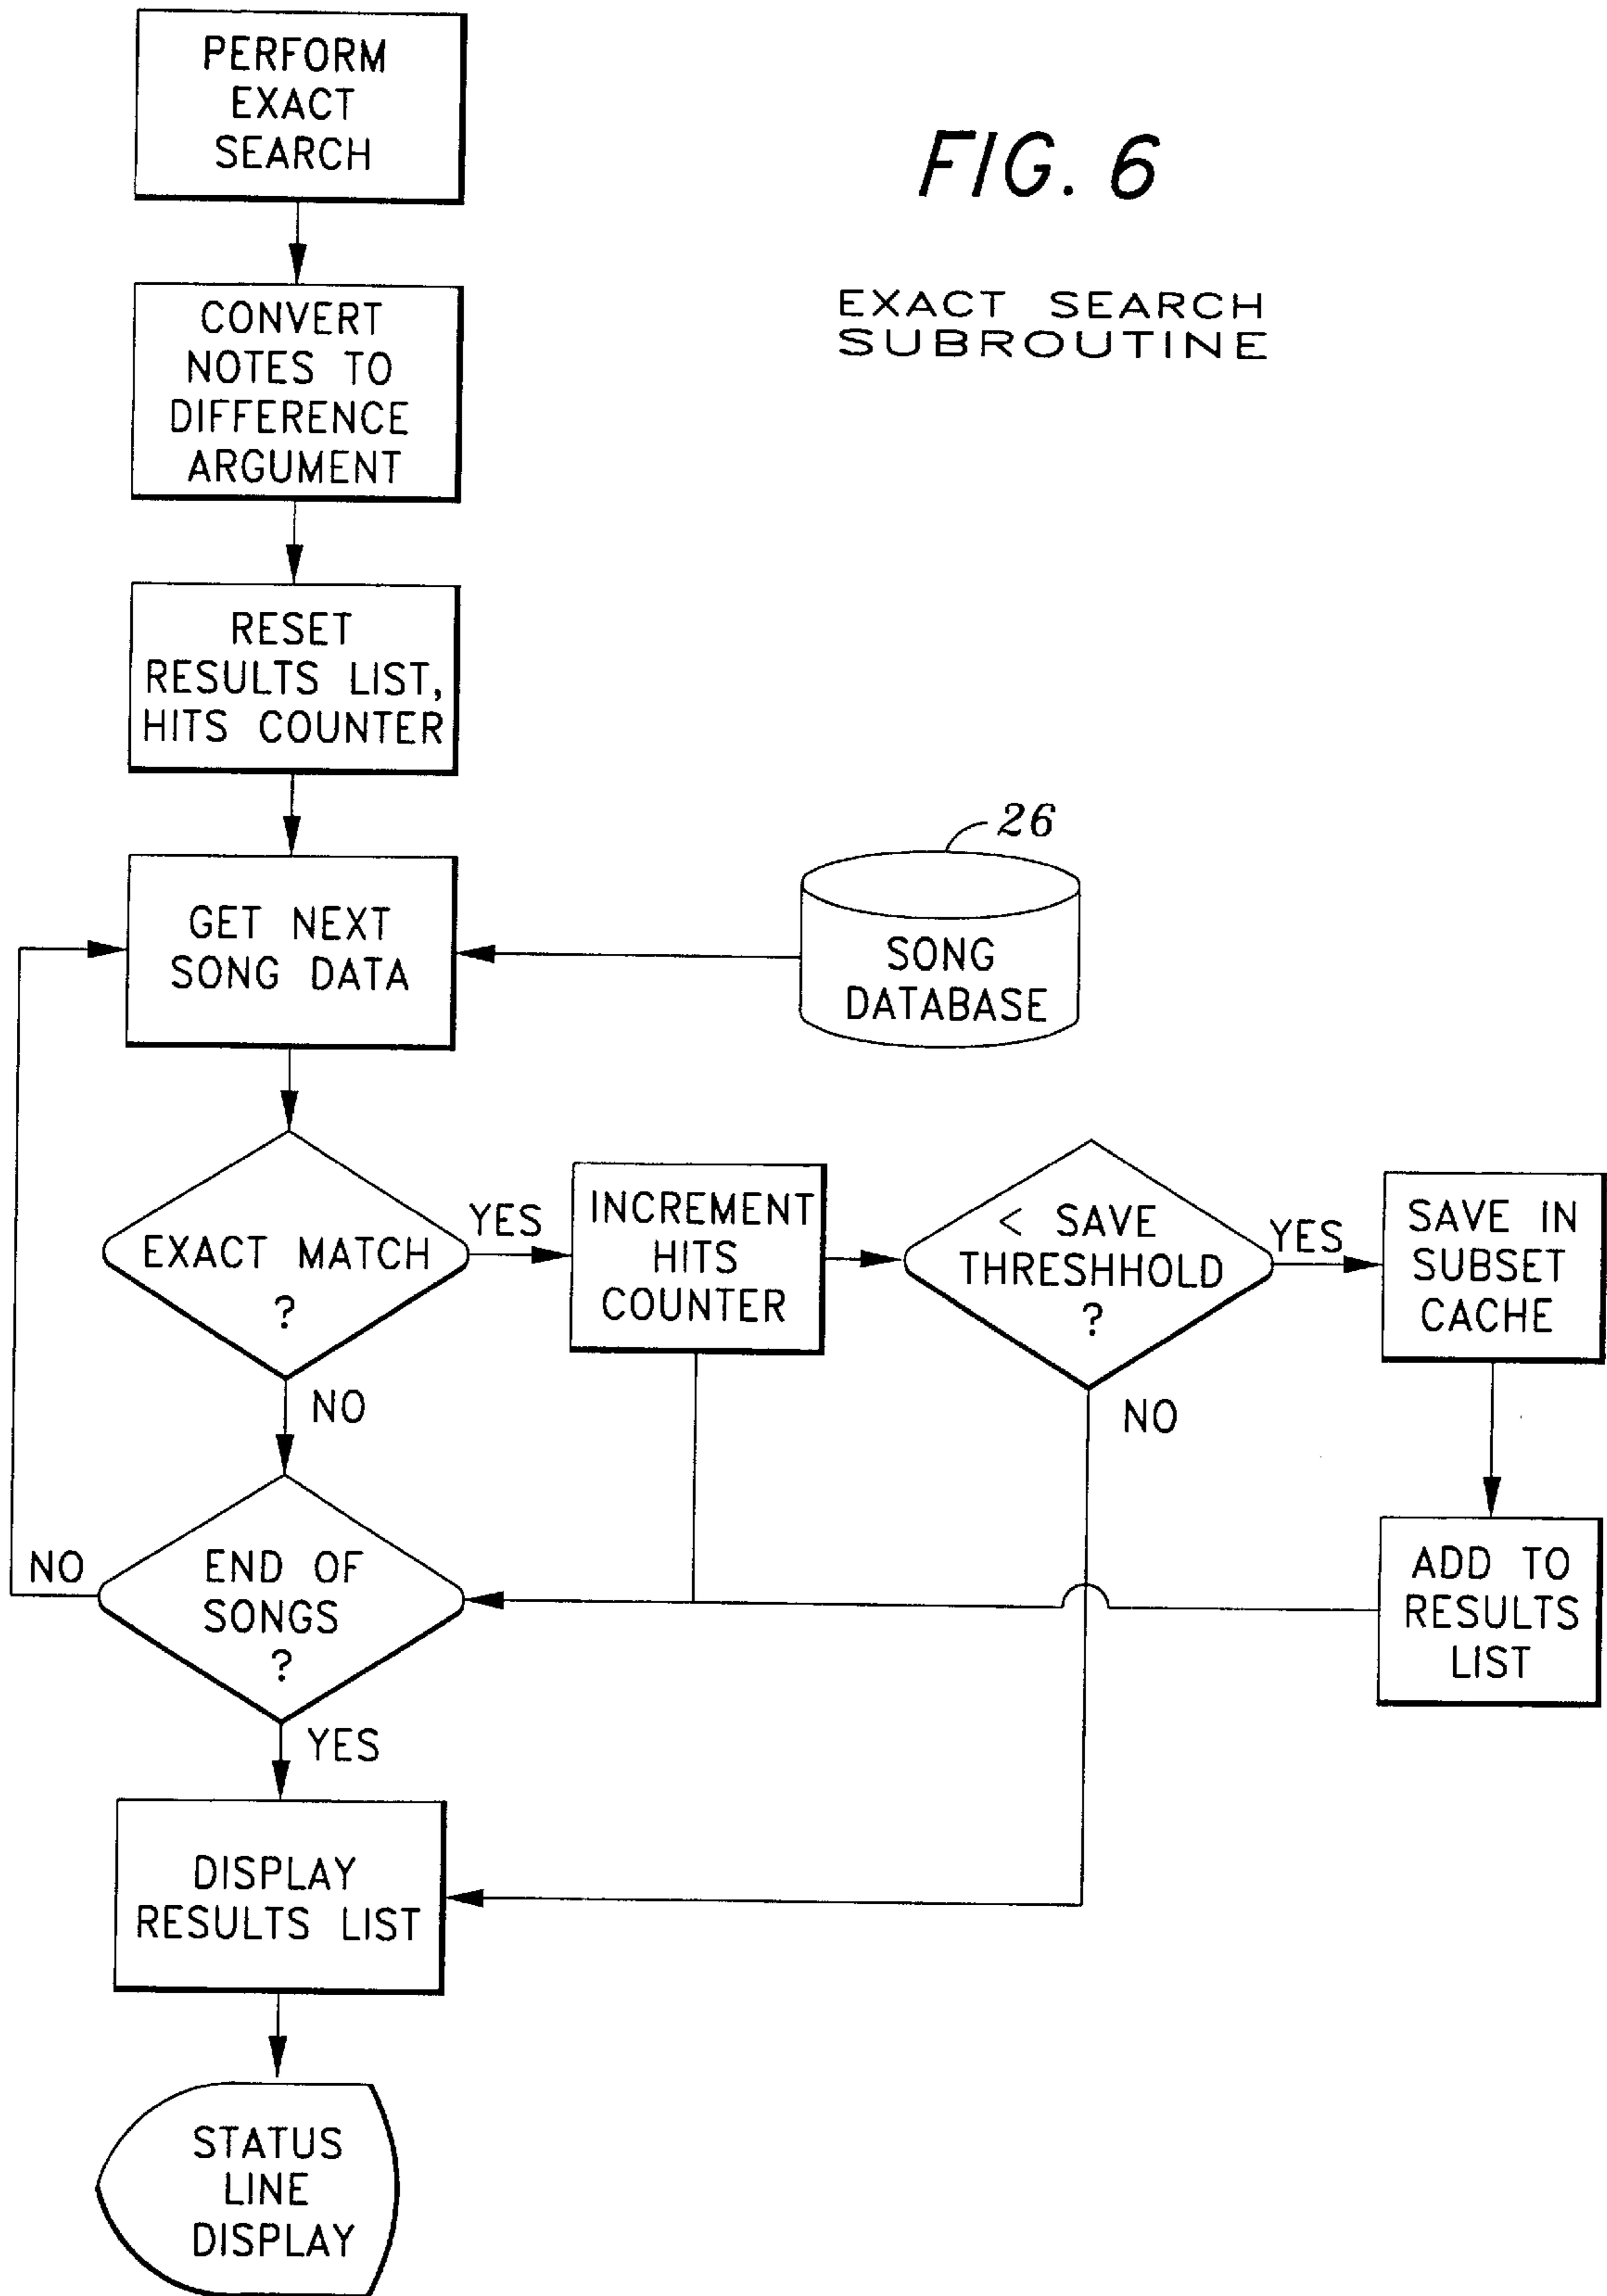 PERFORM
EXACT
SEARCH
FIG. 6
EXACT SEARCH
SUBROUTINE
CONVERT
NOTES TO
DIFFERENCE
ARGUMENT
RESET
RESULTS LIST,
HITS COUNTER
26
GET NEXT
SONG DATA
SONG
DATABASE
EXACT MATCH
?
YES
NO
INCREMENT
HITS
COUNTER
< SAVE
THRESHHOLD
?
YES
NO
SAVE IN
SUBSET
CACHE
ADD TO
RESULTS
LIST
END OF
SONGS
?
NO
YES
DISPLAY
RESULTS LIST
STATUS
LINE
DISPLAY